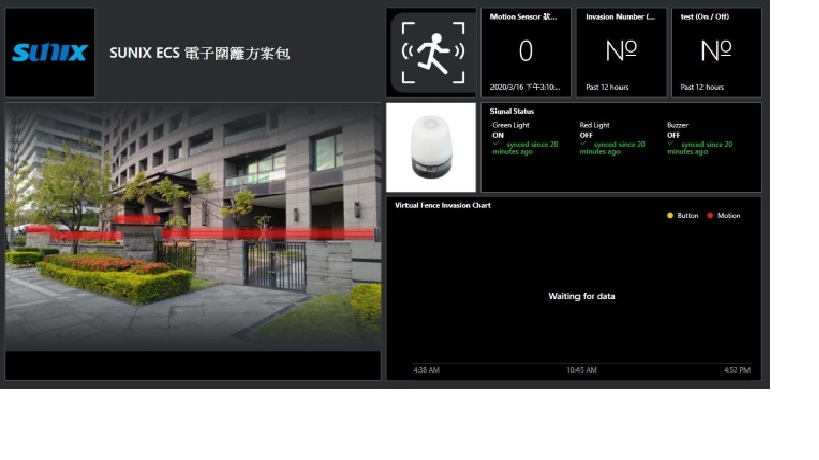 SUNIX
SUNIX ECS 電子圍籬方案包
Motion Sensor 狀...
0
2020/3/16 下午3:10:...
Invasion Number (...
Nº
Past 12 hours
test (On / Off)
Nº
Past 12 hours
Signal Status
Green Light
ON
synced since 20
minutes ago
Red Light
OFF
synced since 20
minutes ago
Buzzer
OFF
synced since 20
minutes ago
Virtual Fence Invasion Chart
Button
Motion
Waiting for data
4:38 AM
10:45 AM
4:52 PM